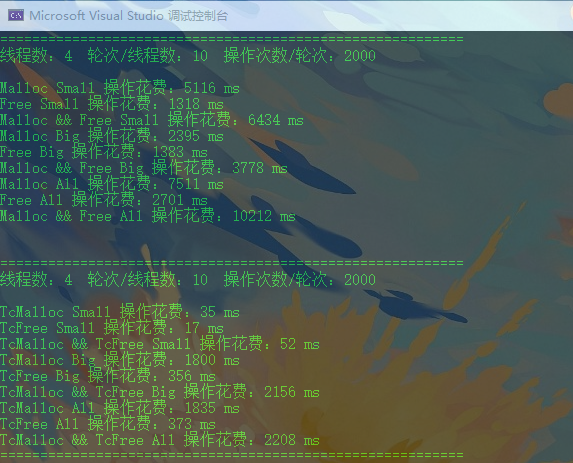 Microsoft Visual Studio 调试控制台
==========================================================
线程数：4  轮次/线程数：10  操作次数/轮次：2000
Malloc Small 操作花费：5116 ms
Free Small 操作花费：1318 ms
Malloc && Free Small 操作花费：6434 ms
Malloc Big 操作花费：2395 ms
Free Big 操作花费：1383 ms
Malloc && Free Big 操作花费：3778 ms
Malloc All 操作花费：7511 ms
Free All 操作花费：2701 ms
Malloc && Free All 操作花费：10212 ms
==========================================================
线程数：4  轮次/线程数：10  操作次数/轮次：2000
TcMalloc Small 操作花费：35 ms
TcFree Small 操作花费：17 ms
TcMalloc && TcFree Small 操作花费：52 ms
TcMalloc Big 操作花费：1800 ms
TcFree Big 操作花费：356 ms
TcMalloc && TcFree Big 操作花费：2156 ms
TcMalloc All 操作花费：1835 ms
TcFree All 操作花费：373 ms
TcMalloc && TcFree All 操作花费：2208 ms
==========================================================